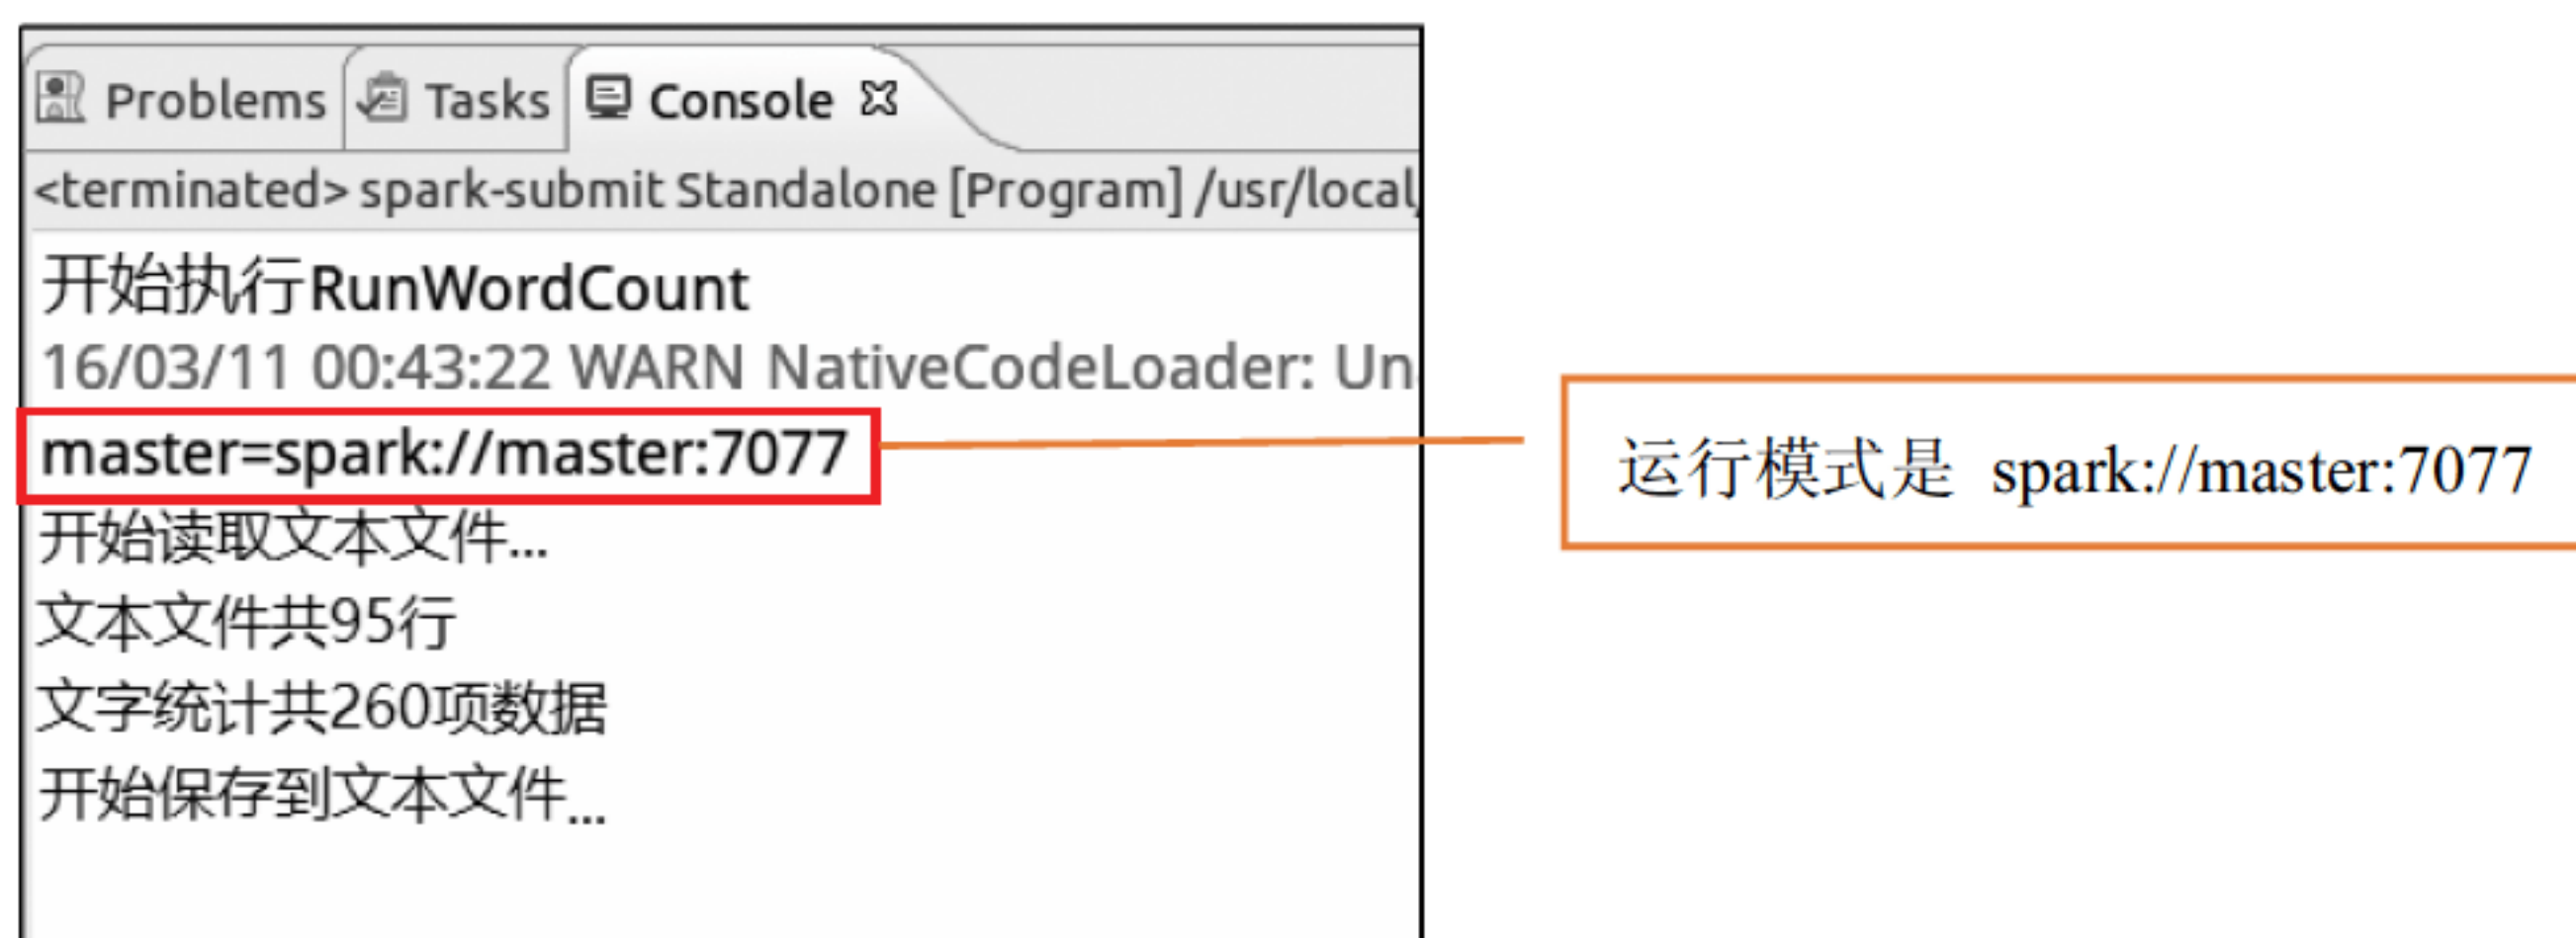 Problems Tasks Console
<terminated> spark-submit Standalone [Program] /usr/local/
开始执行RunWordCount
16/03/11 00:43:22 WARN NativeCodeLoader: Un
master=spark://master:7077
运行模式是 spark://master:7077
开始读取文本文件...
文本文件共95行
文字统计共260项数据
开始保存到文本文件...